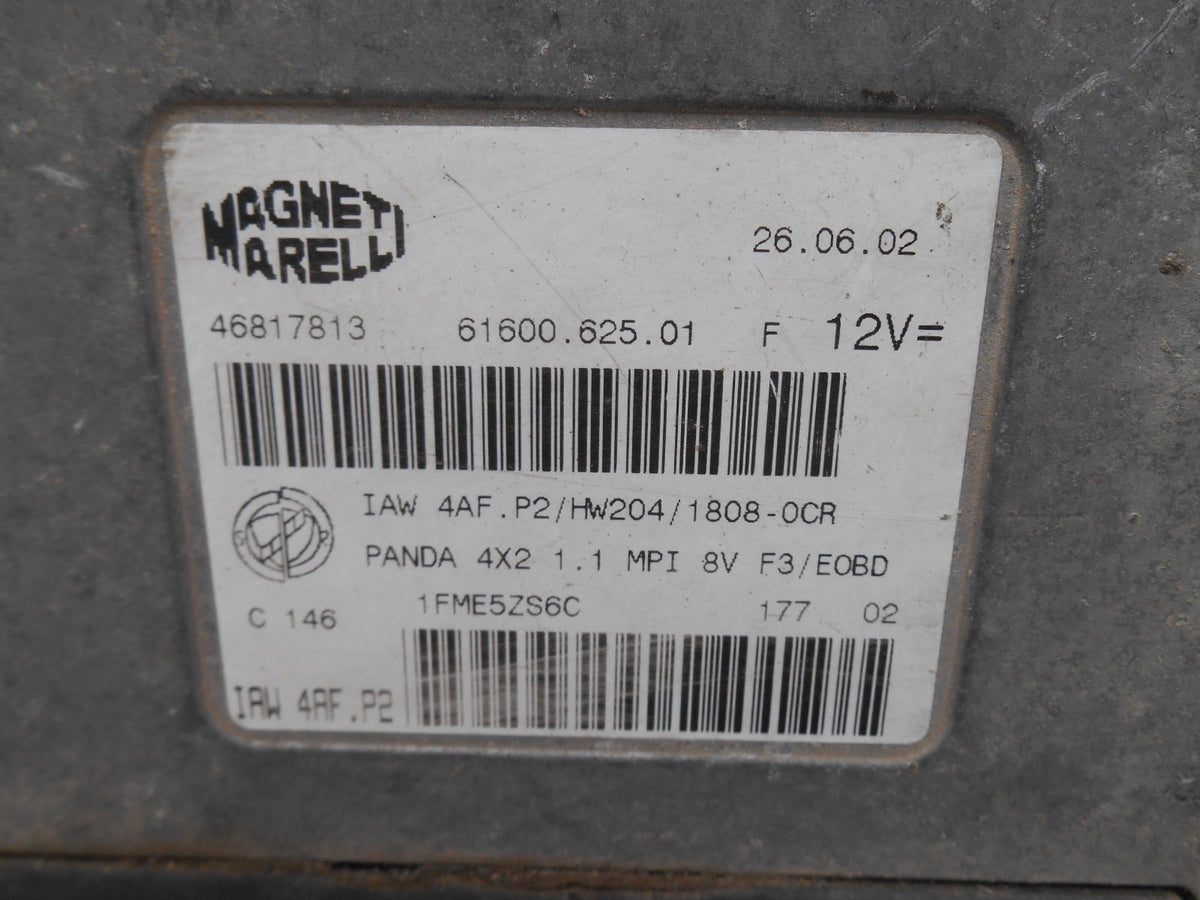 MAGNETI
MARELLI
26.06.02
46817813 61600.625.01 F 12V=
IAW 4AF.P2/HW204/1808-0CR
PANDA 4X2 1.1 MPI 8V F3/EOBD
C 146 1FME5ZS6C 177 02
IAW 4AF.P2